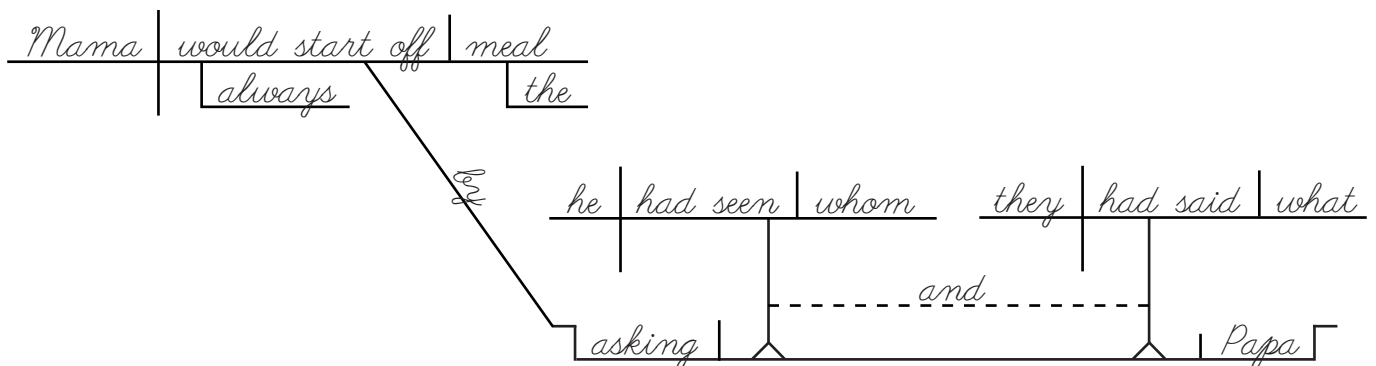 Mama would start off meal
always the
by
he had seen whom they had said what
and
asking Papa